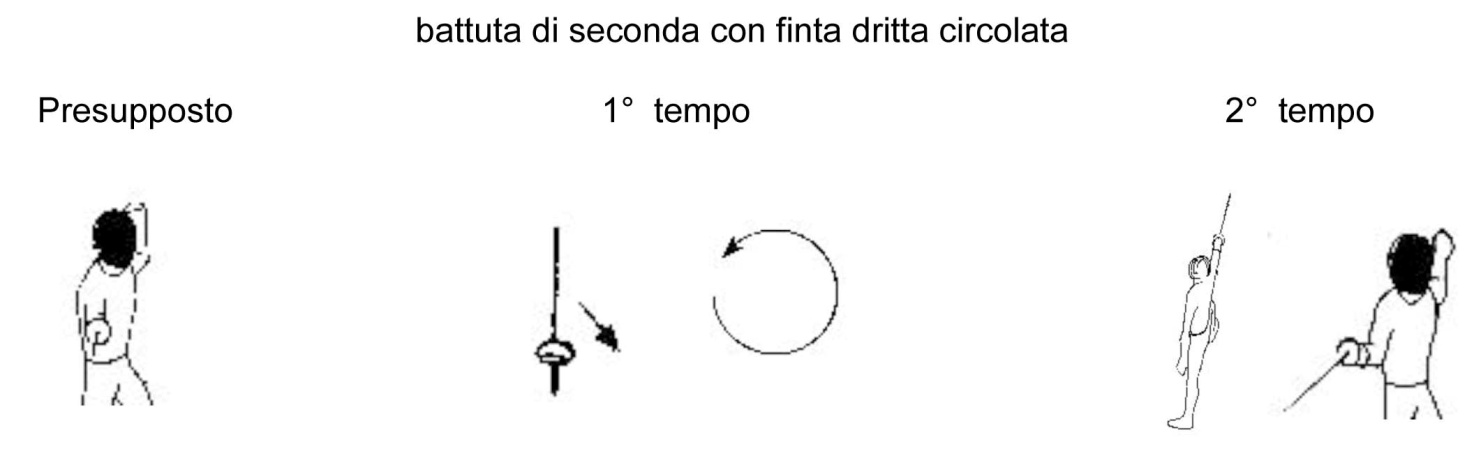 battuta di seconda con finta dritta circolata
Presupposto
1° tempo
2° tempo